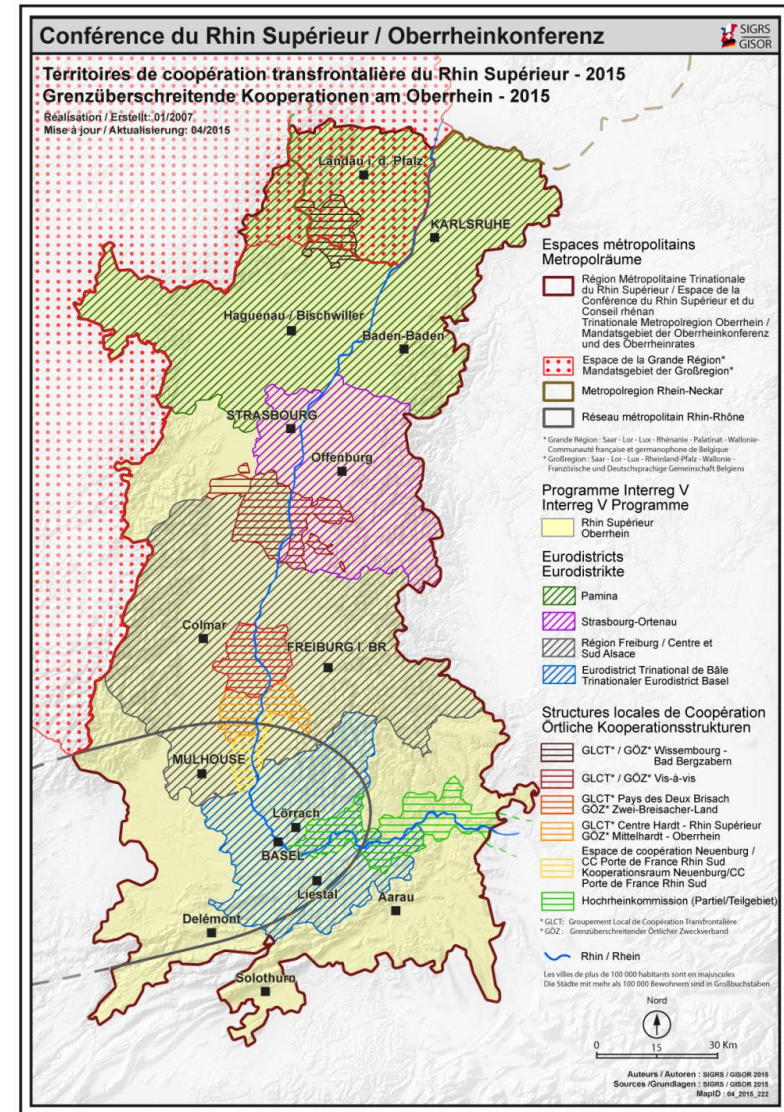 Conférence du Rhin Supérieur / Oberrheinkonferenz
SIGRS
GISOR
Territoires de coopération transfrontalière du Rhin Supérieur - 2015
Grenzüberschreitende Kooperationen am Oberrhein - 2015
Réalisation / Erstellt: 01/2007
Mise à jour / Aktualisierung: 04/2015
Landau i. d. Pfalz
KARLSRUHE
Haguenau / Bischwiller
Baden-Baden
STRASBOURG
Offenburg
Colmar
FREIBURG I. BR.
MULHOUSE
Lörrach
BASEL
Liestal
Aarau
Delémont
Solothurn
Espaces métropolitains
Metropolräume
Région Métropolitaine Trinationale
du Rhin Supérieur / Espace de la
Conférence du Rhin Supérieur et du
Conseil rhénan
Trinationale Metropolregion Oberrhein /
Mandatsgebiet der Oberrheinkonferenz
und des Oberrheinrates
Espace de la Grande Région*
Mandatsgebiet der Großregion*
Metropolregion Rhein-Neckar
Réseau métropolitain Rhin-Rhône
* Grande Région : Saar - Lor - Lux - Rhénanie - Palatinat - Wallonie-
Communauté française et germanophone de Belgique
* Großregion : Saar - Lor - Lux - Rheinland-Pfalz - Wallonie -
Französische und Deutschsprachige Gemeinschaft Belgiens
Programme Interreg V
Interreg V Programme
Rhin Supérieur
Oberrhein
Eurodistricts
Eurodistrikte
Pamina
Strasbourg-Ortenau
Région Freiburg / Centre et
Sud Alsace
Eurodistrict Trinational de Bâle
Trinationaler Eurodistrict Basel
Structures locales de Coopération
Örtliche Kooperationsstrukturen
GLCT* / GÖZ* Wissembourg -
Bad Bergzabern
GLCT* / GÖZ* Vis-à-vis
GLCT* Pays des Deux Brisach
GÖZ* Zwei-Breisacher-Land
GLCT* Centre Hardt - Rhin Supérieur
GÖZ* Mittelhardt - Oberrhein
Espace de coopération Neuenburg /
CC Porte de France Rhin Sud
Kooperationsraum Neuenburg/CC
Porte de France Rhin Sud
Hochrheinkommission (Partiel/Teilgebiet)
* GLCT: Groupement Local de Coopération Transfrontalière
* GÖZ : Grenzüberschreitender Örtlicher Zweckverband
Rhin / Rhein
Les villes de plus de 100 000 habitants sont en majuscules
Die Städte mit mehr als 100 000 Bewohnern sind in Großbuchstaben
Nord
0 15 30 Km
Auteurs / Autoren : SIGRS / GISOR 2015
Sources /Grundlagen : SIGRS / GISOR 2015
MapID : 04_2015_222